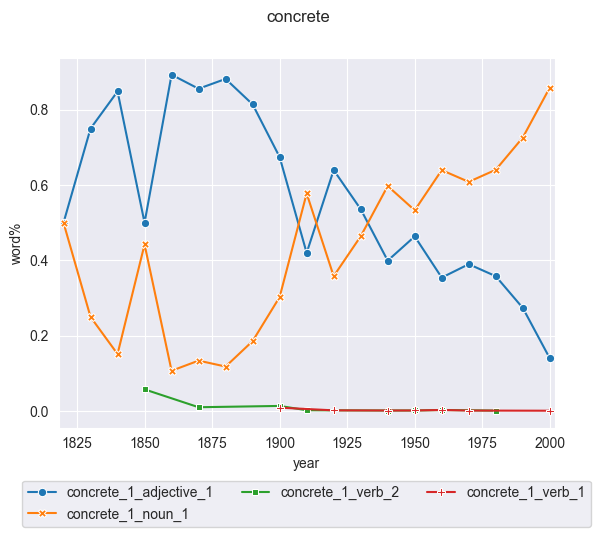 concrete
0.8
0.6
0.4
0.2
0.0
word%
1825 1850 1875 1900 1925 1950 1975 2000
year
concrete_1_adjective_1 concrete_1_verb_2 concrete_1_verb_1
concrete_1_noun_1